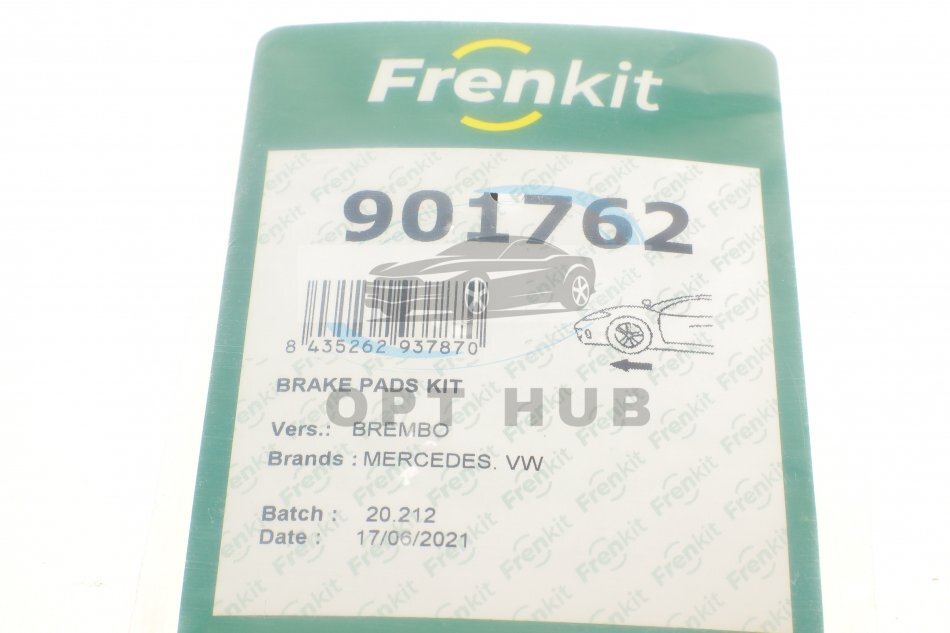 Frenkit
901762
8 435262 937870
BRAKE PADS KIT
OPT HUB
Vers.: BREMBO
Brands : MERCEDES. VW
Batch : 20.212
Date : 17/06/2021